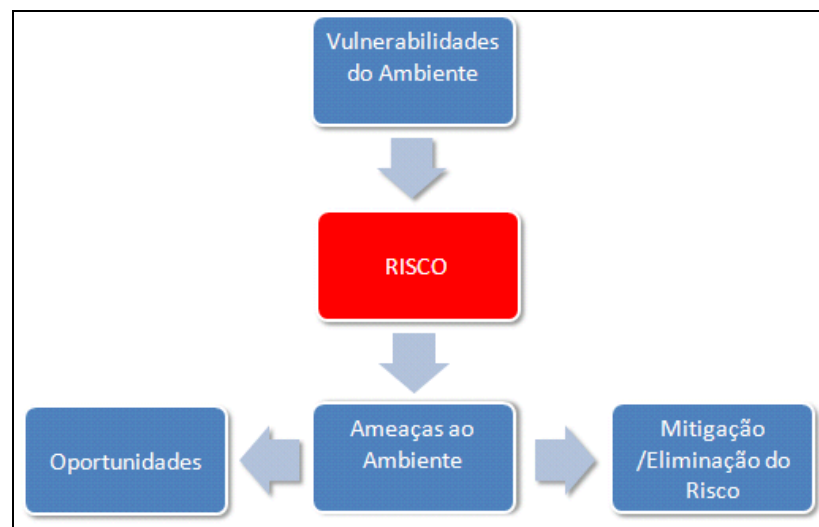 Vulnerabilidades
do Ambiente
RISCO
Oportunidades
Ameaças ao
Ambiente
Mitigação
/Eliminação do
Risco